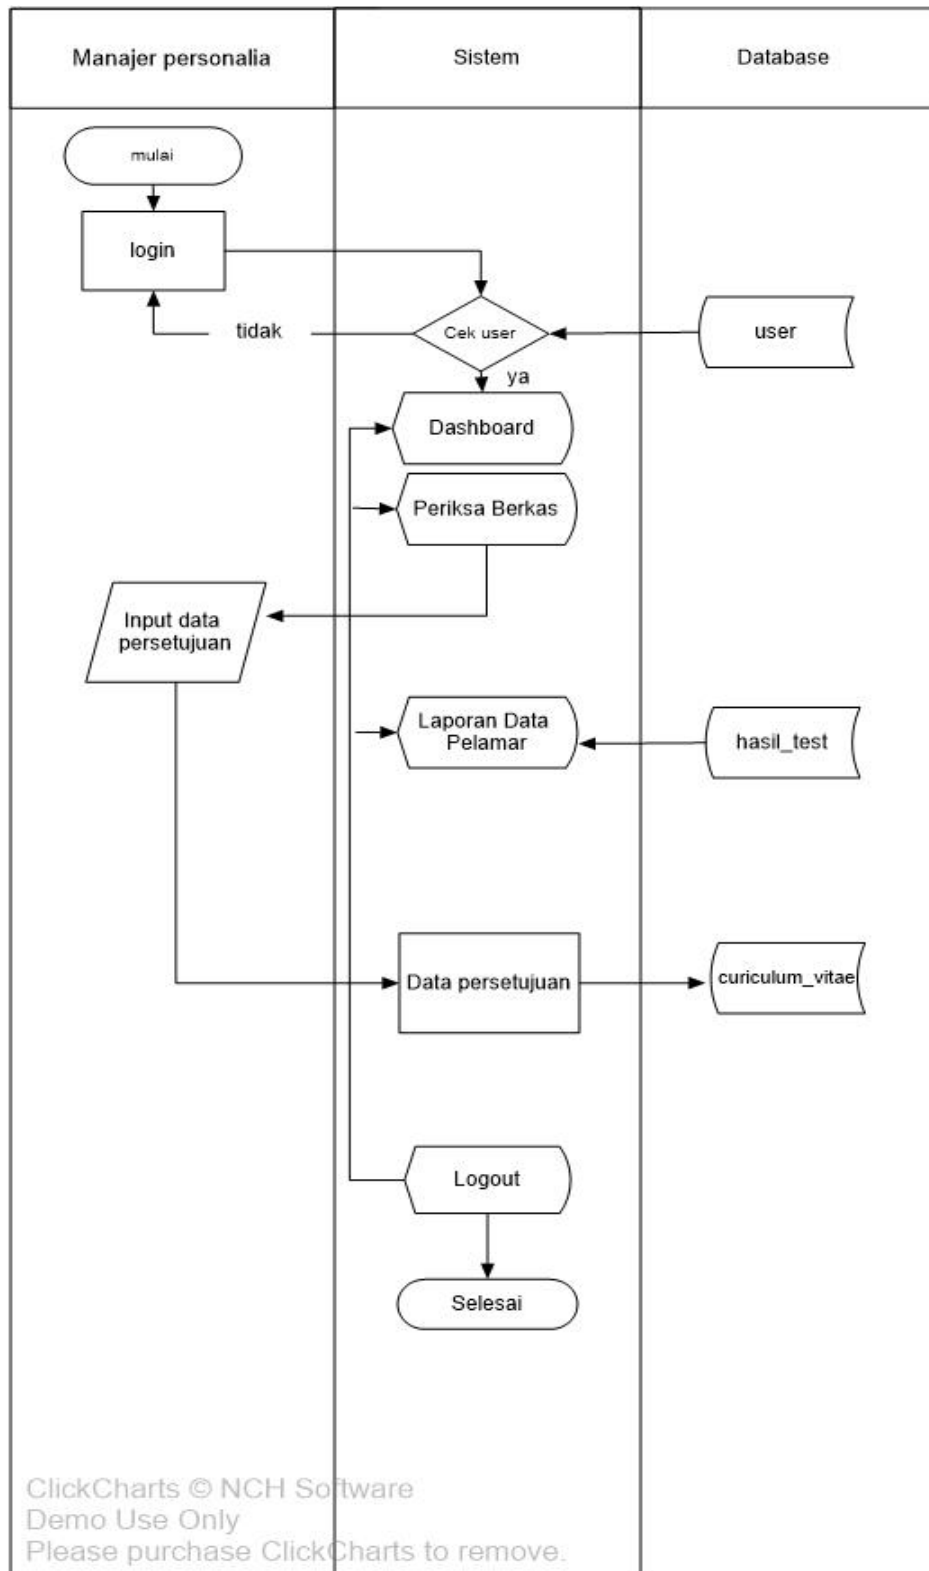 Manajer personalia
Sistem
Database
mulai
login
tidak
Cek user
user
ya
Dashboard
Periksa Berkas
Input data
persetujuan
Laporan Data
Pelamar
hasil_test
Data persetujuan
curiculum_vitae
Logout
Selesai
ClickCharts © NCH Software
Demo Use Only
Please purchase ClickCharts to remove.